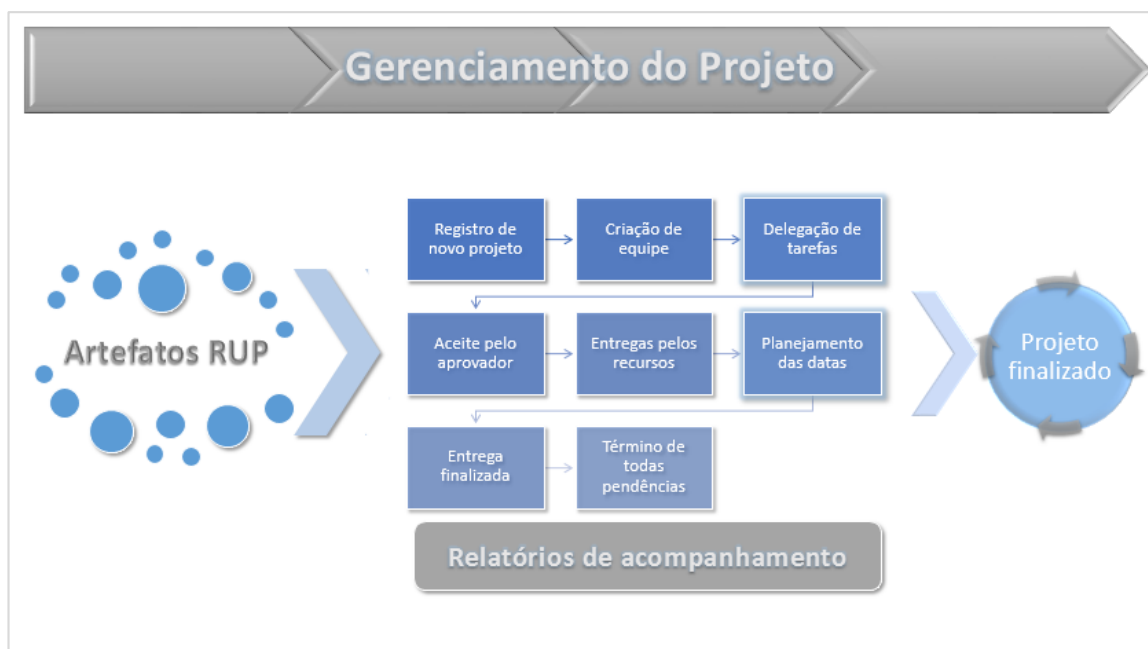 Gerenciamento do Projeto
Artefatos RUP
Registro de
novo projeto
Criação de
equipe
Delegação de
tarefas
Aceite pelo
aprovador
Entregas pelos
recursos
Planejamento
das datas
Entrega
finalizada
Término de
todas
pendências
Relatórios de acompanhamento
Projeto
finalizado